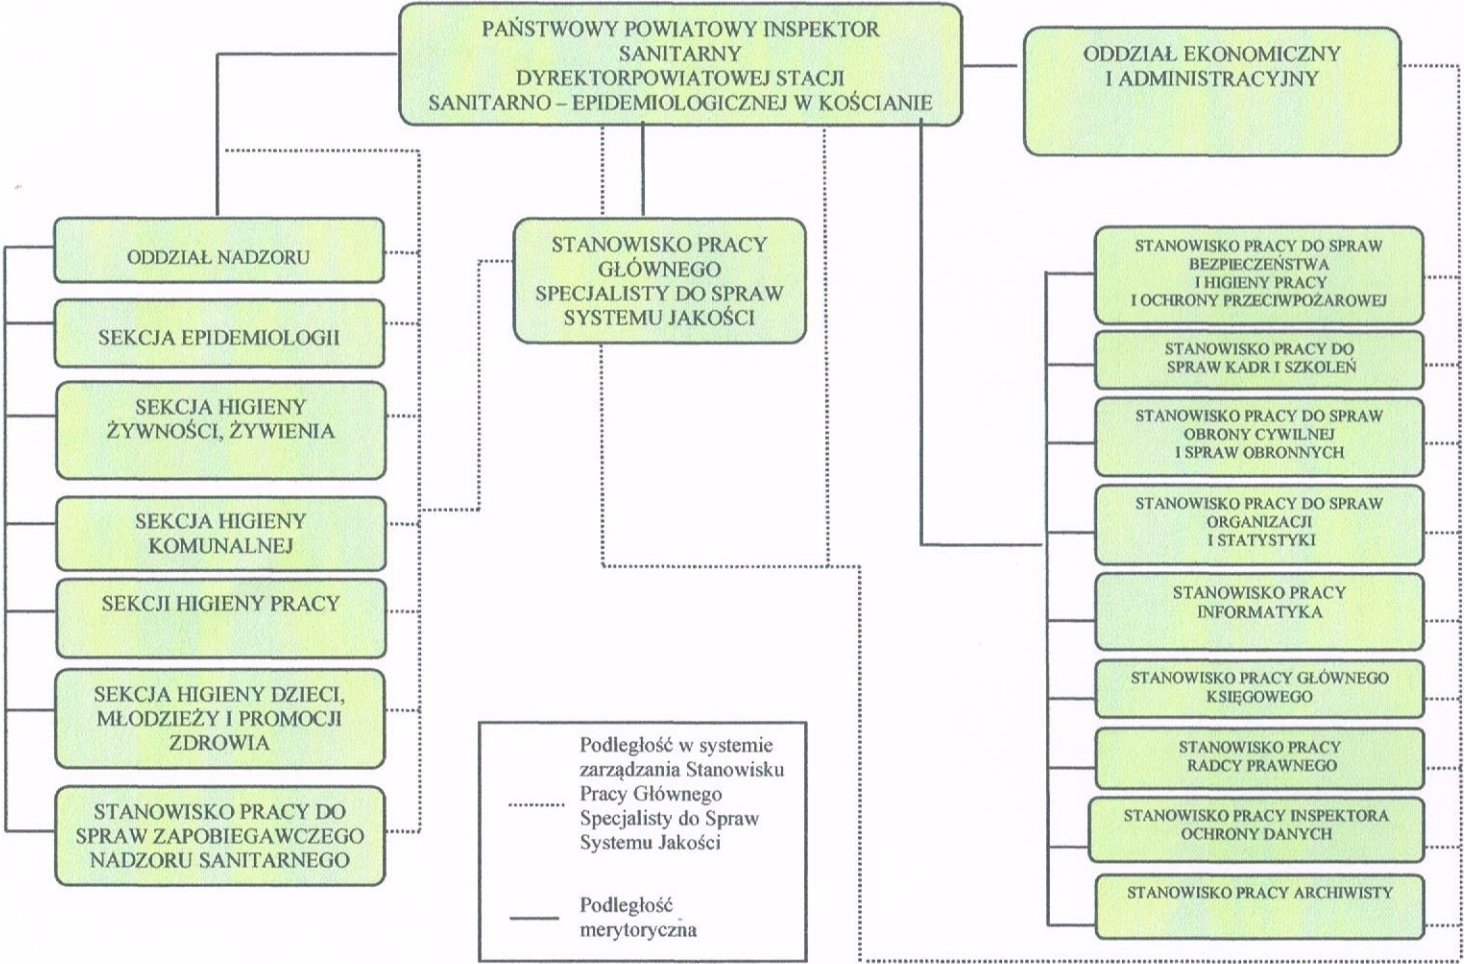 PAŃSTWOWY POWIATOWY INSPEKTOR
SANITARNY
DYREKTORPOWIATOWEJ STACJI
SANITARNO – EPIDEMIOLOGICZNEJ W KOŚCIANIE
ODDZIAŁ EKONOMICZNY
I ADMINISTRACYJNY
ODDZIAŁ NADZORU
SEKCJA EPIDEMIOLOGII
SEKCJA HIGIENY
ŻYWNOŚCI, ŻYWIENIA
SEKCJA HIGIENY
KOMUNALNEJ
SEKCJI HIGIENY PRACY
SEKCJA HIGIENY DZIECI,
MŁODZIEŻY I PROMOCJI
ZDROWIA
STANOWISKO PRACY DO
SPRAW ZAPOBIEGAWCZEGO
NADZORU SANITARNEGO
STANOWISKO PRACY
GŁÓWNEGO
SPECJALISTY DO SPRAW
SYSTEMU JAKOŚCI
STANOWISKO PRACY DO SPRAW
BEZPIECZEŃSTWA
I HIGIENY PRACY
I OCHRONY PRZECIWPOŻAROWEJ
STANOWISKO PRACY DO
SPRAW KADR I SZKOLEŃ
STANOWISKO PRACY DO SPRAW
OBRONY CYWILNEJ
I SPRAW OBRONNYCH
STANOWISKO PRACY DO SPRAW
ORGANIZACJI
I STATYSTYKI
STANOWISKO PRACY
INFORMATYKA
STANOWISKO PRACY GŁÓWNEGO
KSIĘGOWEGO
STANOWISKO PRACY
RADCY PRAWNEGO
STANOWISKO PRACY INSPEKTORA
OCHRONY DANYCH
STANOWISKO PRACY ARCHIWISTY
Podległość w systemie
zarządzania Stanowisku
Pracy Głównego
Specjalisty do Spraw
Systemu Jakości
Podległość
merytoryczna